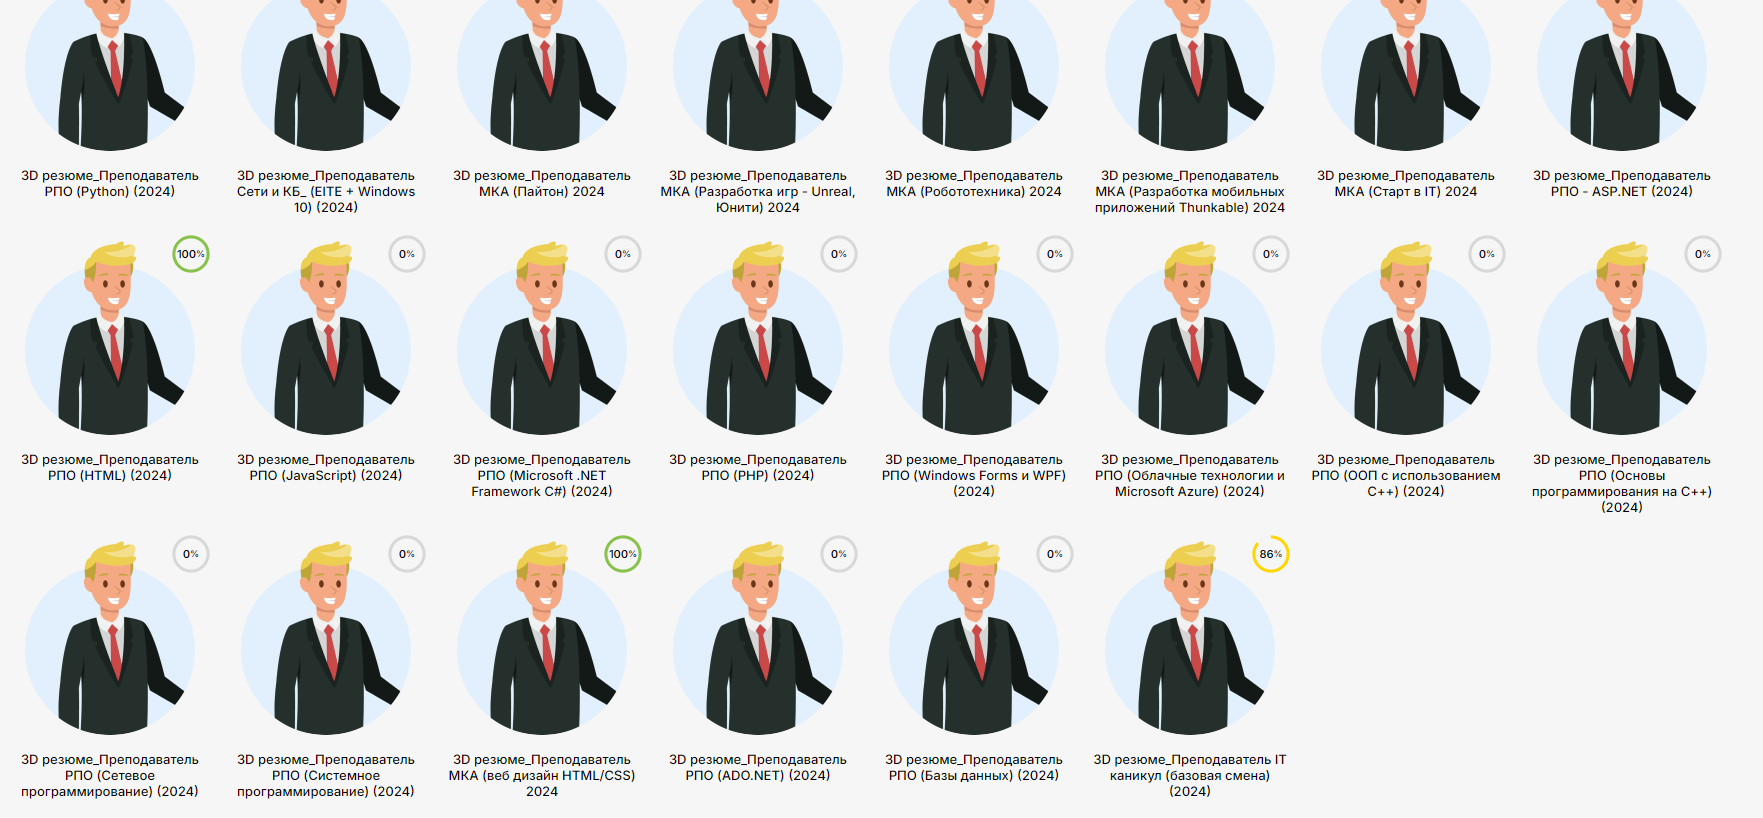 3D резюме_Преподаватель
РПО (Python) (2024)
3D резюме_Преподаватель
Сети и КБ_ (EITE + Windows
10) (2024)
3D резюме_Преподаватель
МКА (Пайтон) 2024
3D резюме_Преподаватель
МКА (Разработка игр - Unreal,
Юнити) 2024
3D резюме_Преподаватель
МКА (Робототехника) 2024
3D резюме_Преподаватель
МКА (Разработка мобильных
приложений Thunkable) 2024
3D резюме_Преподаватель
МКА (Старт в IT) 2024
3D резюме_Преподаватель
РПО - ASP.NET (2024)
100%
3D резюме_Преподаватель
РПО (HTML) (2024)
0%
3D резюме_Преподаватель
РПО (JavaScript) (2024)
0%
3D резюме_Преподаватель
РПО (Microsoft .NET
Framework C#) (2024)
0%
3D резюме_Преподаватель
РПО (PHP) (2024)
0%
3D резюме_Преподаватель
РПО (Windows Forms и WPF)
(2024)
0%
3D резюме_Преподаватель
РПО (Облачные технологии и
Microsoft Azure) (2024)
0%
3D резюме_Преподаватель
РПО (ООП с использованием
C++) (2024)
0%
3D резюме_Преподаватель
РПО (Основы
программирования на C++)
(2024)
0%
3D резюме_Преподаватель
РПО (Сетевое
программирование) (2024)
0%
3D резюме_Преподаватель
РПО (Системное
программирование) (2024)
100%
3D резюме_Преподаватель
МКА (веб дизайн HTML/CSS)
2024
0%
3D резюме_Преподаватель
РПО (ADO.NET) (2024)
0%
3D резюме_Преподаватель
РПО (Базы данных) (2024)
86%
3D резюме_Преподаватель IT
каникул (базовая смена)
(2024)